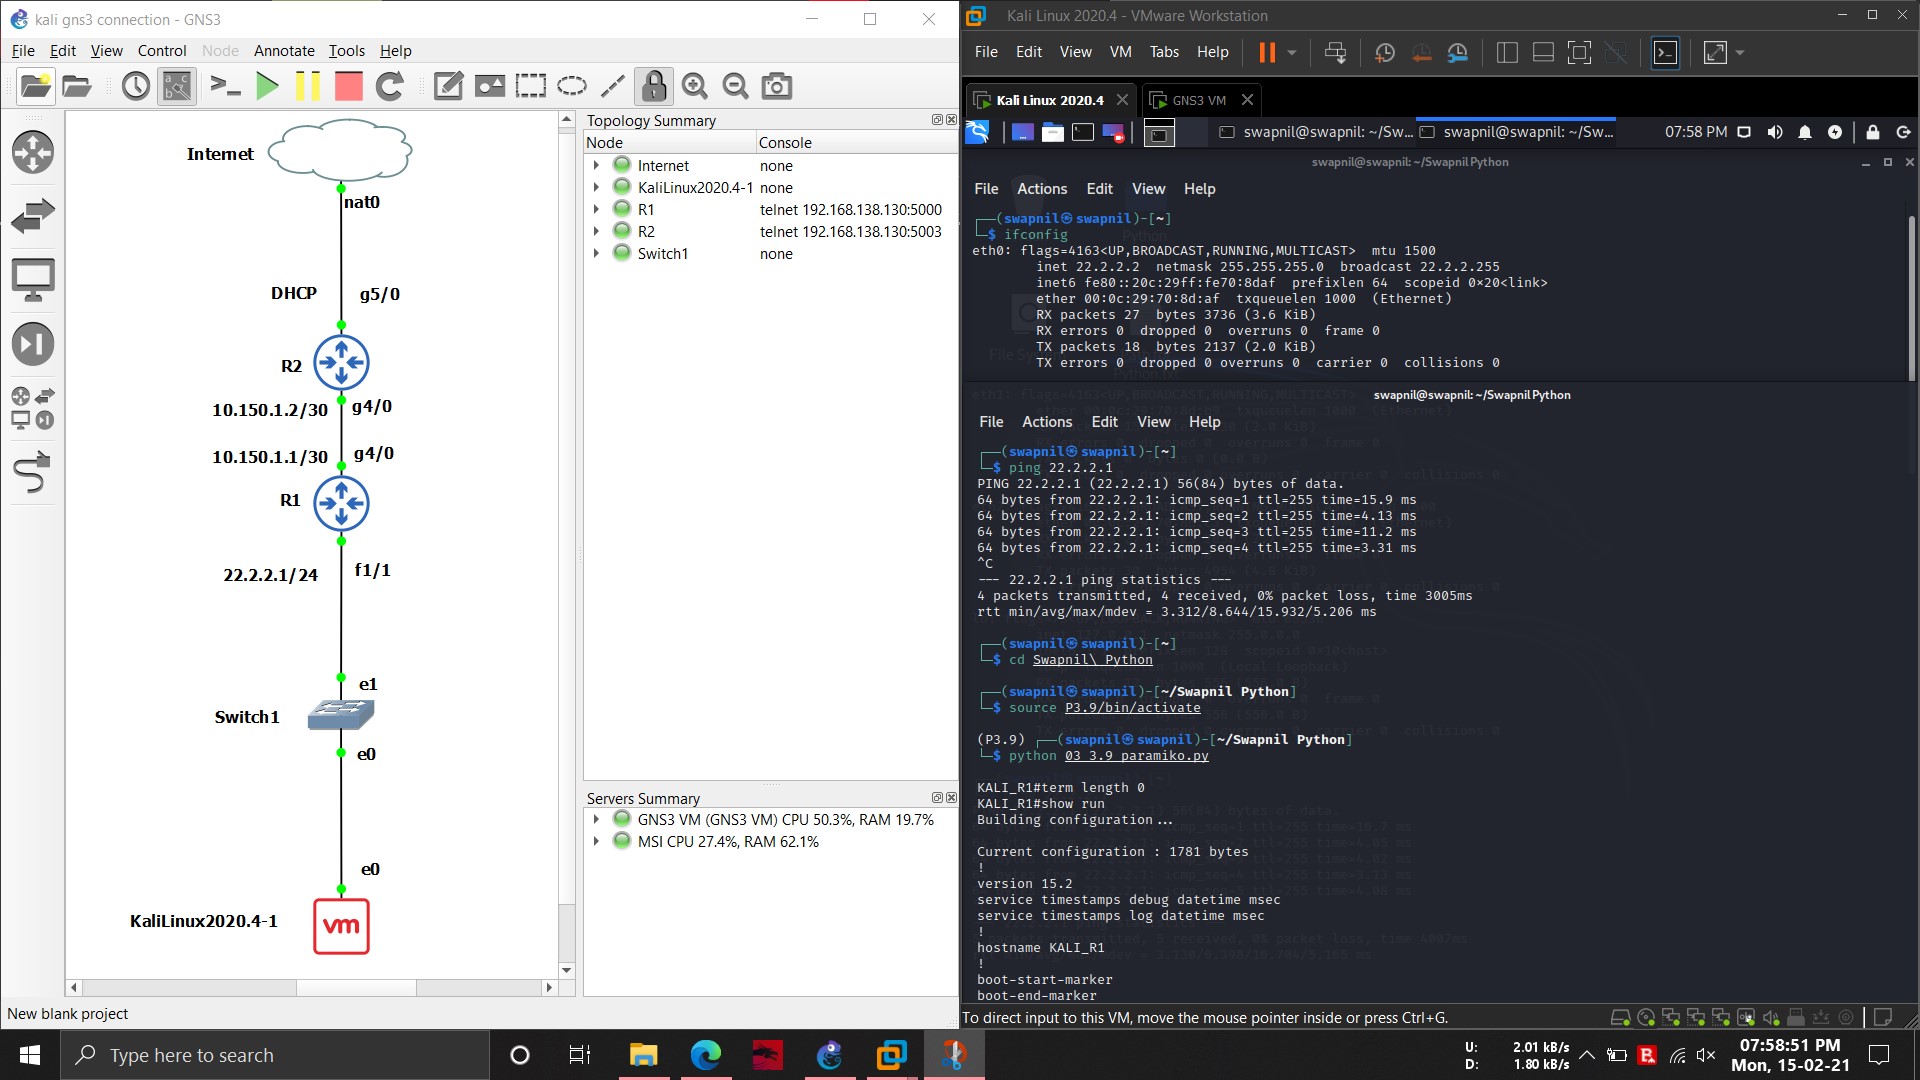 kali gns3 connection - GNS3
File Edit View Control Node Annotate Tools Help
Internet
nat0
DHCP g5/0
R2
10.150.1.2/30 g4/0
10.150.1.1/30 g4/0
R1
22.2.2.1/24 f1/1
e1
Switch1
e0
e0
KaliLinux2020.4-1
vm
New blank project
Topology Summary
Node Console
Internet none
KaliLinux2020.4-1 none
R1 telnet 192.168.138.130:5000
R2 telnet 192.168.138.130:5003
Switch1 none
Servers Summary
GNS3 VM (GNS3 VM) CPU 50.3%, RAM 19.7%
MSI CPU 27.4%, RAM 62.1%
Kali Linux 2020.4 - VMware Workstation
File Edit View VM Tabs Help
Kali Linux 2020.4 GNS3 VM
swapnil@swapnil: ~/Sw... swapnil@swapnil: ~/Sw... 07:58 PM
swapnil@swapnil: ~/Swapnil Python
File Actions Edit View Help
(swapnil㉿swapnil)-[~]
$ ifconfig
eth0: flags=4163<UP,BROADCAST,RUNNING,MULTICAST> mtu 1500
inet 22.2.2.2 netmask 255.255.255.0 broadcast 22.2.2.255
inet6 fe80::20c:29ff:fe70:8daf prefixlen 64 scopeid 0×20<link>
ether 00:0c:29:70:8d:af txqueuelen 1000 (Ethernet)
RX packets 27 bytes 3736 (3.6 KiB)
RX errors 0 dropped 0 overruns 0 frame 0
TX packets 18 bytes 2137 (2.0 KiB)
TX errors 0 dropped 0 overruns 0 carrier 0 collisions 0
swapnil@swapnil: ~/Swapnil Python
File Actions Edit View Help
(swapnil㉿swapnil)-[~]
$ ping 22.2.2.1
PING 22.2.2.1 (22.2.2.1) 56(84) bytes of data.
64 bytes from 22.2.2.1: icmp_seq=1 ttl=255 time=15.9 ms
64 bytes from 22.2.2.1: icmp_seq=2 ttl=255 time=4.13 ms
64 bytes from 22.2.2.1: icmp_seq=3 ttl=255 time=11.2 ms
64 bytes from 22.2.2.1: icmp_seq=4 ttl=255 time=3.31 ms
^C
--- 22.2.2.1 ping statistics ---
4 packets transmitted, 4 received, 0% packet loss, time 3005ms
rtt min/avg/max/mdev = 3.312/8.644/15.932/5.206 ms
(swapnil㉿swapnil)-[~]
$ cd Swapnil\ Python
(swapnil㉿swapnil)-[~/Swapnil Python]
$ source P3.9/bin/activate
(P3.9) (swapnil㉿swapnil)-[~/Swapnil Python]
$ python 03_3.9_paramiko.py
KALI_R1#term length 0
KALI_R1#show run
Building configuration...
Current configuration : 1781 bytes
!
version 15.2
service timestamps debug datetime msec
service timestamps log datetime msec
!
hostname KALI_R1
!
boot-start-marker
boot-end-marker
To direct input to this VM, move the mouse pointer inside or press Ctrl+G.
Type here to search
U: 2.01 kB/s
D: 1.80 kB/s
07:58:51 PM
Mon, 15-02-21